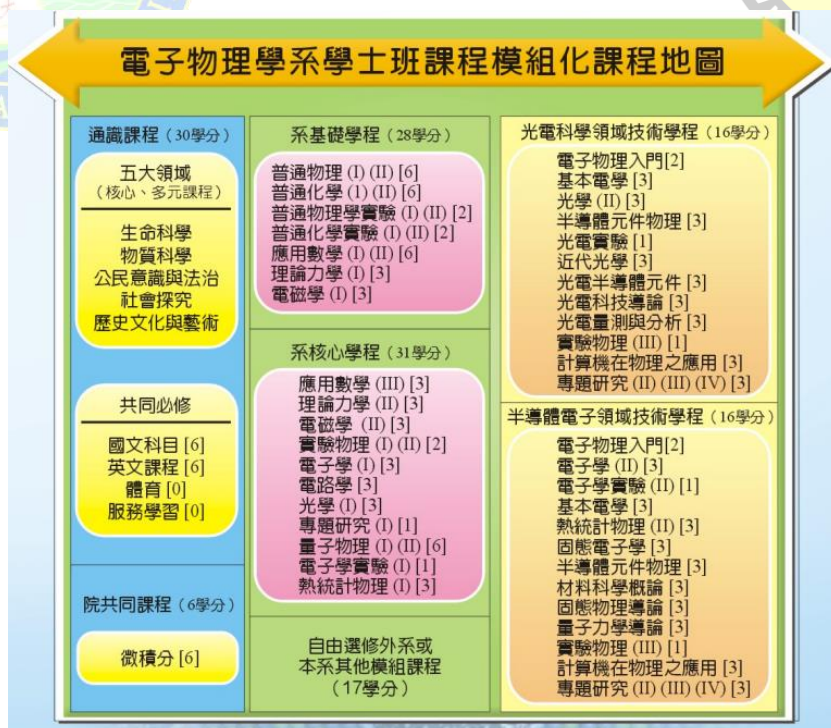 電子物理學系學士班課程模組化課程地圖
通識課程（30學分）
五大領域
（核心、多元課程）
生命科學
物質科學
公民意識與法治
社會探究
歷史文化與藝術
共同必修
國文科目 [6]
英文課程 [6]
體育 [0]
服務學習 [0]
院共同課程（6學分）
微積分 [6]
系基礎學程（28學分）
普通物理 (I) (II) [6]
普通化學 (1) (II) [6]
普通物理學實驗 (I) (II) [2]
普通化學實驗 (I) (II) [2]
應用數學 (I) (II) [6]
理論力學 (I) [3]
電磁學 (I) [3]
系核心學程（31學分）
應用數學 (III) [3]
理論力學 (II) [3]
電磁學 (II) [3]
實驗物理 (I) (II) [2]
電子學 (I) [3]
電路學 [3]
光學 (I) [3]
專題研究 (I) [1]
量子物理 (I) (II) [6]
電子學實驗 (I) [1]
熱統計物理 (I) [3]
自由選修外系或
本系其他模組課程
（17學分）
光電科學領域技術學程（16學分）
電子物理入門[2]
基本電學 [3]
光學 (II) [3]
半導體元件物理 [3]
光電實驗 [1]
近代光學 [3]
光電半導體元件 [3]
光電科技導論 [3]
光電量測與分析 [3]
實驗物理 (III) [1]
計算機在物理之應用 [3]
專題研究 (II) (III) (IV) [3]
半導體電子領域技術學程（16學分）
電子物理入門[2]
電子學 (II) [3]
電子學實驗 (II) [1]
基本電學 [3]
熱統計物理 (II) [3]
固態電子學 [3]
半導體元件物理 [3]
材料科學概論 [3]
固態物理導論 [3]
量子力學導論 [3]
實驗物理 (III) [1]
計算機在物理之應用 [3]
專題研究 (II) (III) (IV) [3]